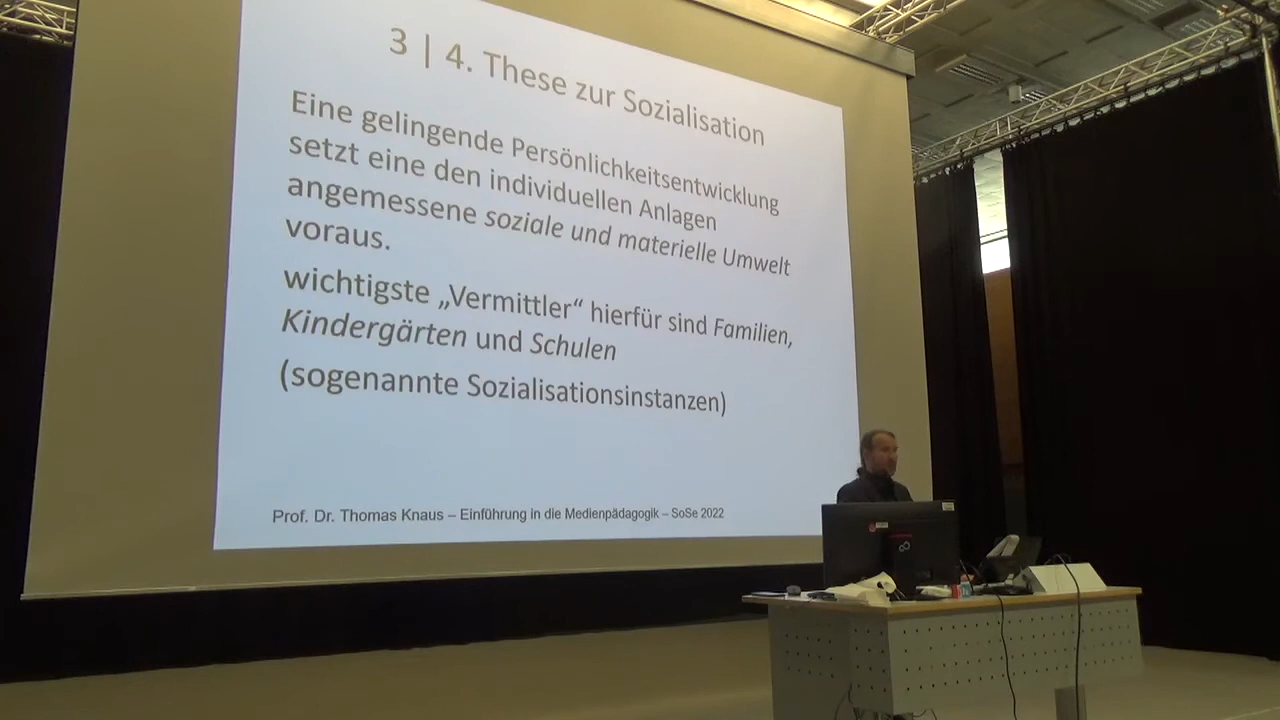 3 | 4. These zur Sozialisation
Eine gelingende Persönlichkeitsentwicklung
setzt eine den individuellen Anlagen
angemessene soziale und materielle Umwelt
voraus.
wichtigste „Vermittler“ hierfür sind Familien,
Kindergärten und Schulen
(sogenannte Sozialisationsinstanzen)
Prof. Dr. Thomas Knaus – Einführung in die Medienpädagogik – SoSe 2022